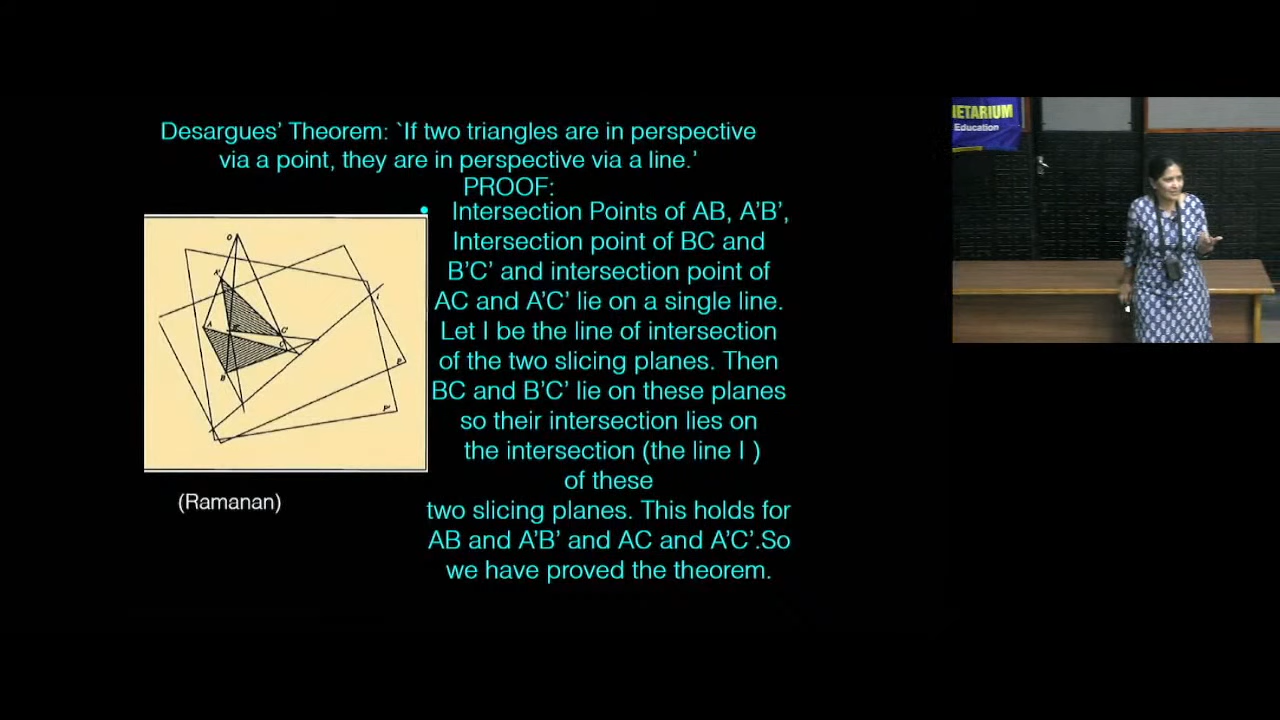 Desargues’ Theorem: `If two triangles are in perspective
via a point, they are in perspective via a line.’
PROOF:
• Intersection Points of AB, A’B’,
Intersection point of BC and
B’C’ and intersection point of
AC and A’C’ lie on a single line.
Let l be the line of intersection
of the two slicing planes. Then
BC and B’C’ lie on these planes
so their intersection lies on
the intersection (the line l )
of these
two slicing planes. This holds for
AB and A’B’ and AC and A’C’.So
we have proved the theorem.
O
A'
A
C'
B
(Ramanan)
IETARIUM
Education